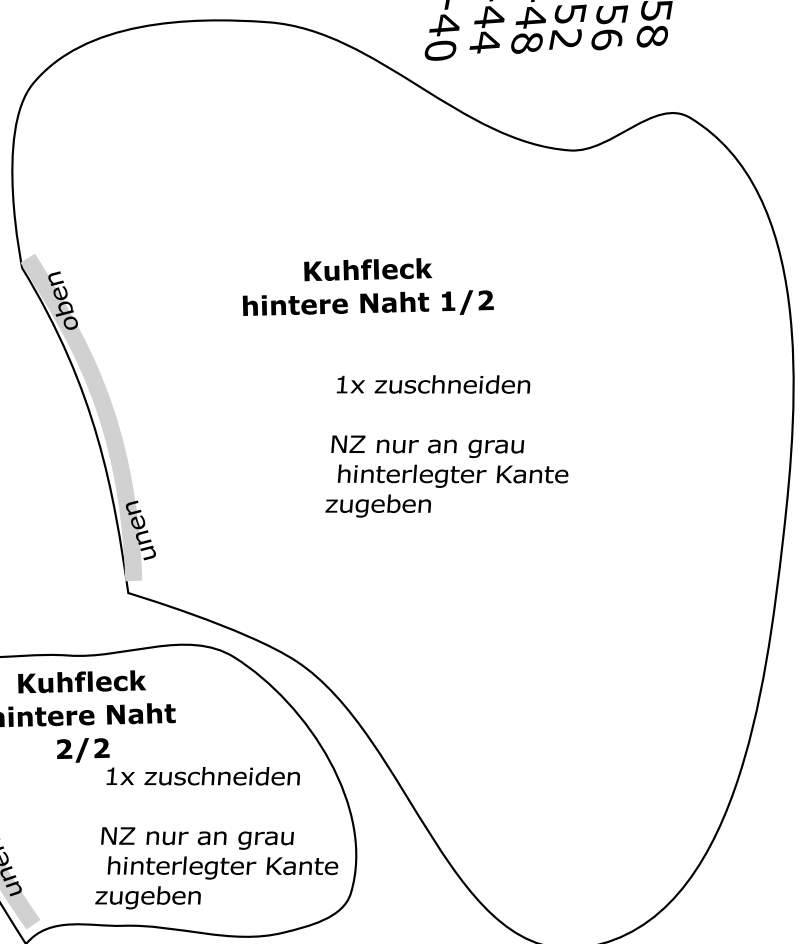 -40
-44
-48
52
56
58
oben
Kuhfleck
hintere Naht 1/2
1x zuschneiden
NZ nur an grau
hinterlegter Kante
zugeben
unen
Kuhfleck
hintere Naht
2/2
1x zuschneiden
NZ nur an grau
hinterlegter Kante
zugeben
unen